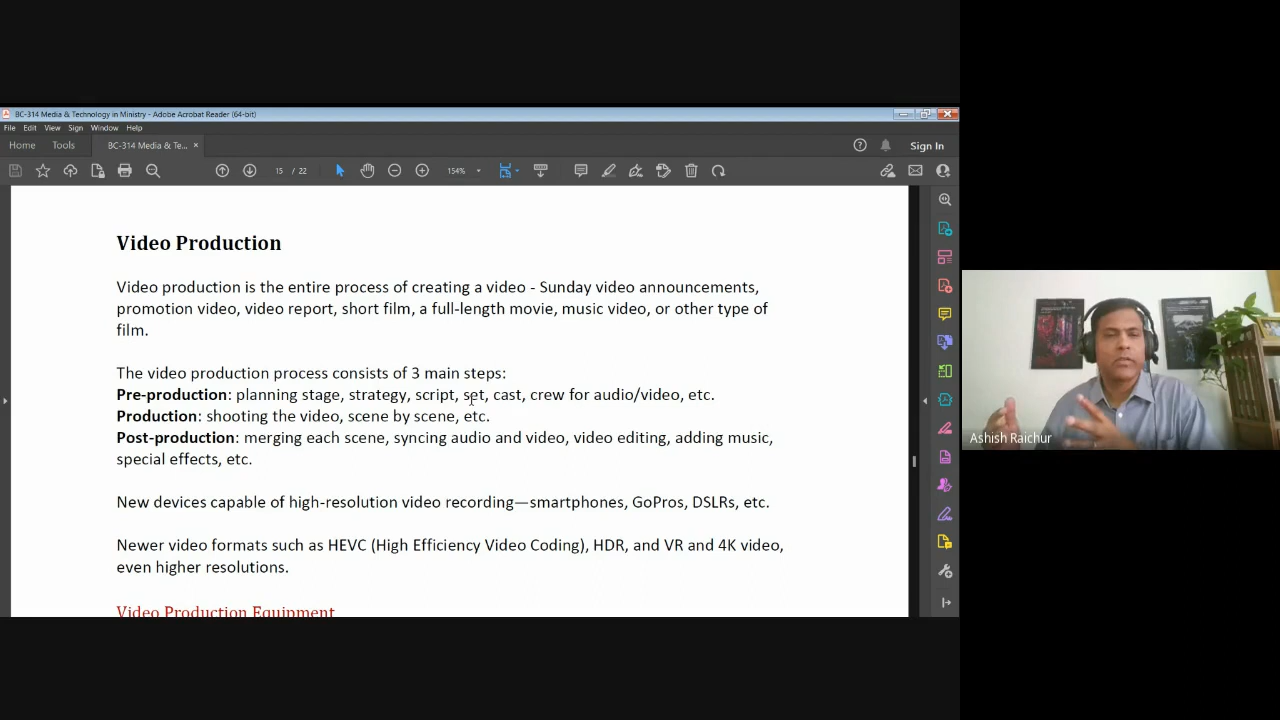 BC-314 Media & Technology in Ministry - Adobe Acrobat Reader (64-bit)
File Edit View Sign Window Help
Home Tools BC-314 Media & Te... ×
Sign In
15 / 22
154%
Video Production
Video production is the entire process of creating a video - Sunday video announcements,
promotion video, video report, short film, a full-length movie, music video, or other type of
film.
The video production process consists of 3 main steps:
Pre-production: planning stage, strategy, script, set, cast, crew for audio/video, etc.
Production: shooting the video, scene by scene, etc.
Post-production: merging each scene, syncing audio and video, video editing, adding music,
special effects, etc.
New devices capable of high-resolution video recording—smartphones, GoPros, DSLRs, etc.
Newer video formats such as HEVC (High Efficiency Video Coding), HDR, and VR and 4K video,
even higher resolutions.
Video Production Equipment
Ashish Raichur